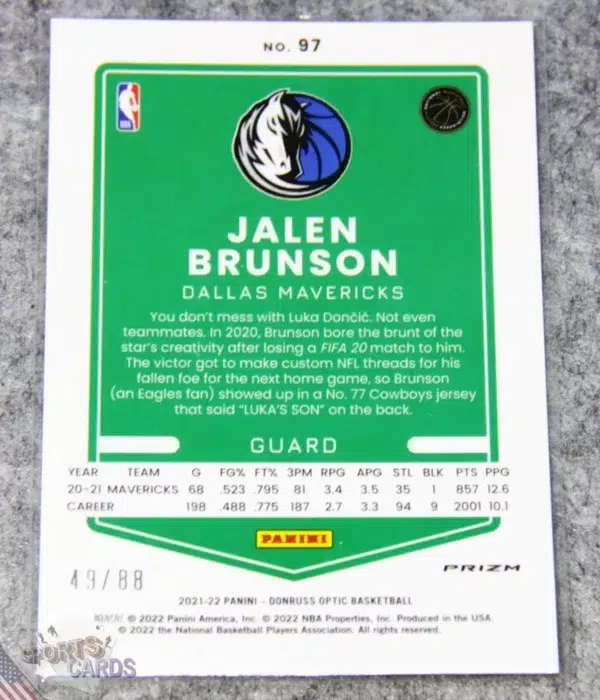 NO. 97
JALEN
BRUNSON
DALLAS MAVERICKS
You don't mess with Luka Dončić. Not even
teammates. In 2020, Brunson bore the brunt of the
star's creativity after losing a FIFA 20 match to him.
The victor got to make custom NFL threads for his
fallen foe for the next home game, so Brunson
(an Eagles fan) showed up in a No. 77 Cowboys jersey
that said "LUKA'S SON" on the back.
GUARD
YEAR TEAM G FG% FT% 3PM RPG APG STL BLK PTS PPG
20-21 MAVERICKS 68 .523 .795 81 3.4 3.5 35 1 857 12.6
CAREER 198 .488 .775 187 2.7 3.3 94 9 2001 10.1
PANINI
PRIZM
49/88
2021-22 PANINI - DONRUSS OPTIC BASKETBALL
© 2022 Panini America, Inc. © 2022 NBA Properties, Inc. Produced in the USA.
© 2022 the National Basketball Players Association. All rights reserved.
SPORTS
CARDS